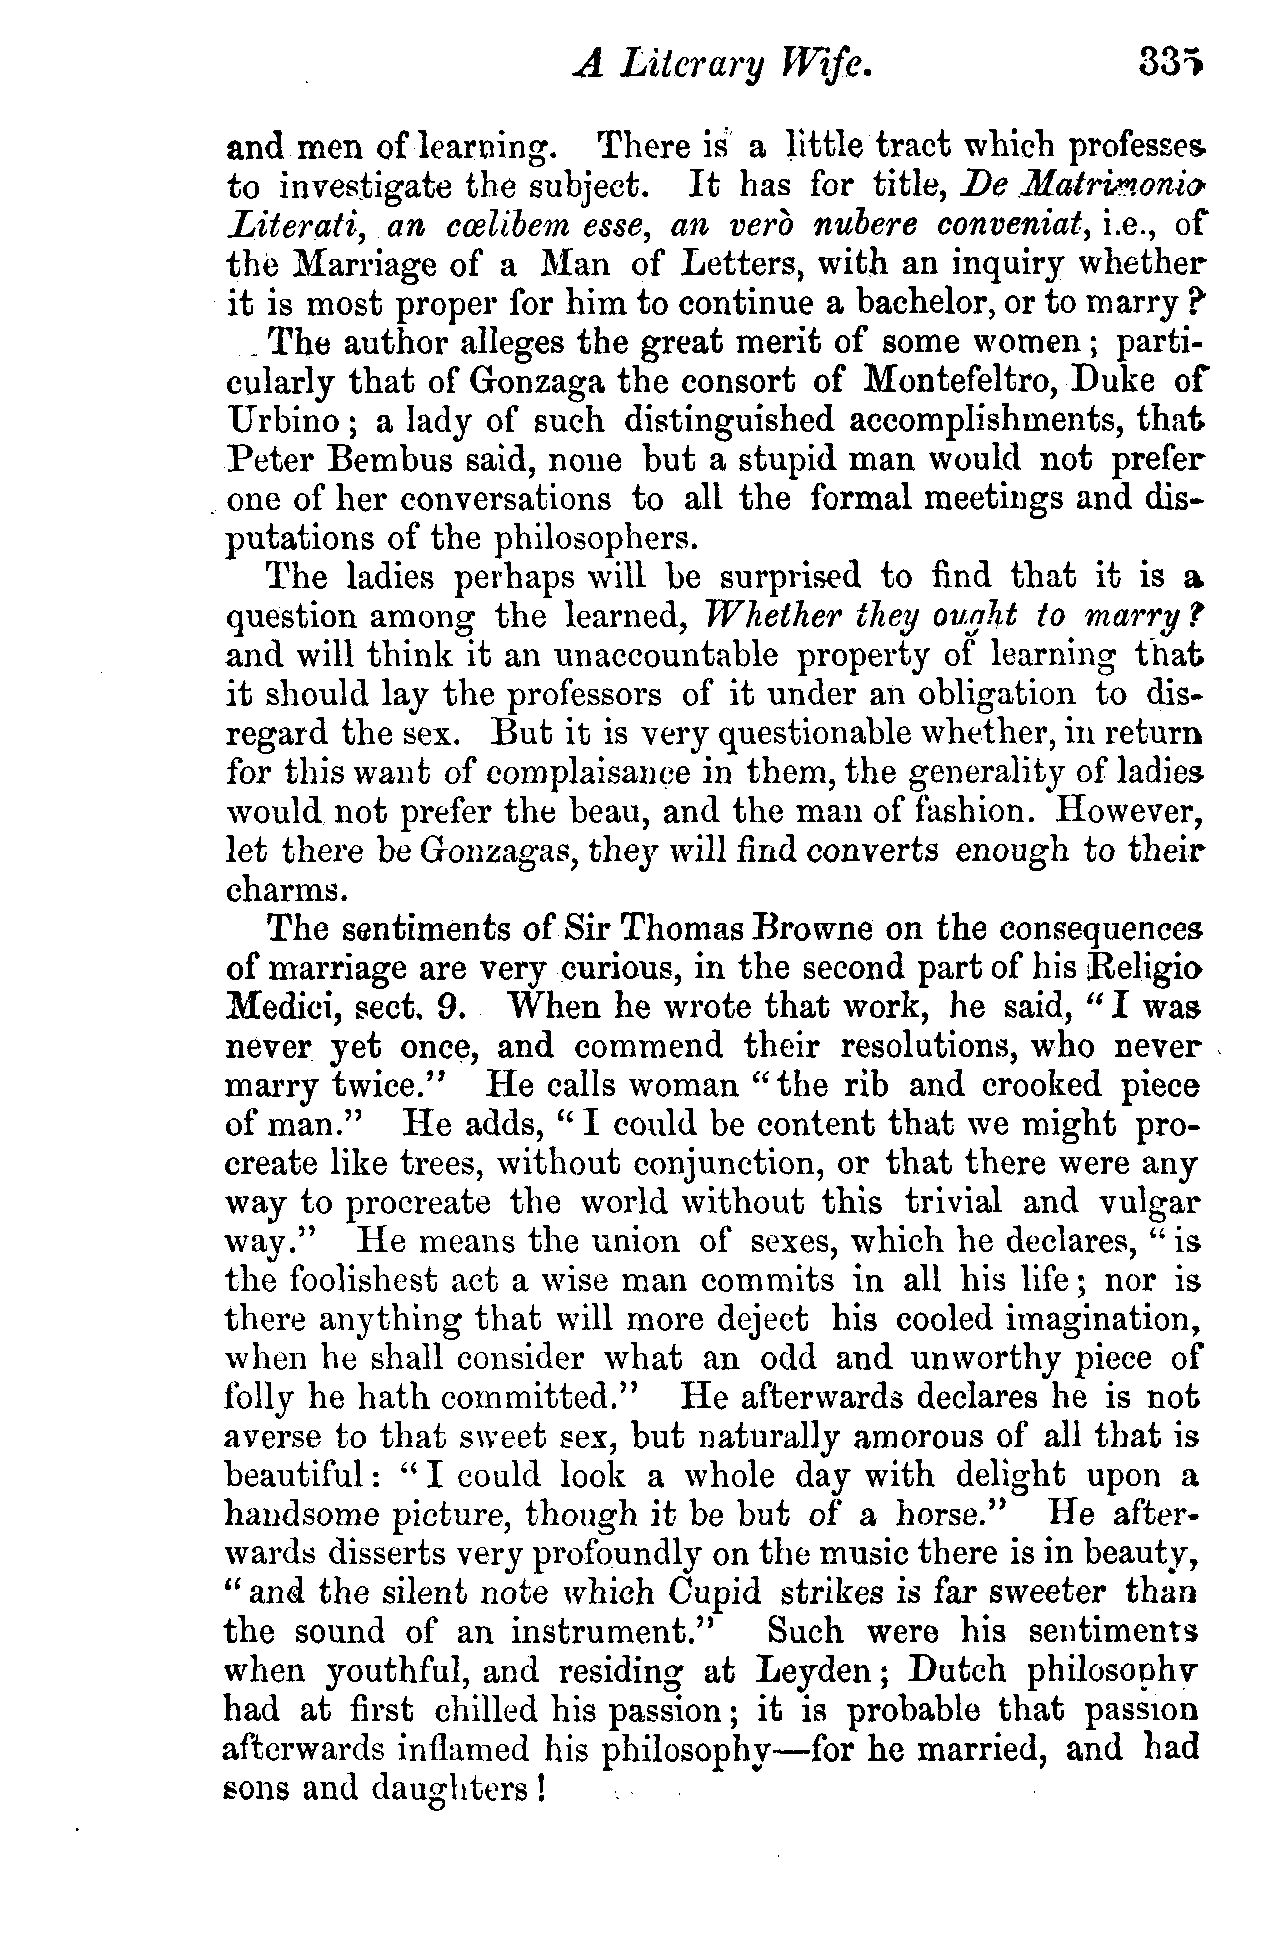 A Literary Wife. 335
and men of learning. There is a little tract which professes
to investigate the subject. It has for title, De Matrimonio
Literati, an cœlibem esse, an verò nubere conveniat, i.e., of
the Marriage of a Man of Letters, with an inquiry whether
it is most proper for him to continue a bachelor, or to marry?
The author alleges the great merit of some women; parti-
cularly that of Gonzaga the consort of Montefeltro, Duke of
Urbino; a lady of such distinguished accomplishments, that
Peter Bembus said, none but a stupid man would not prefer
one of her conversations to all the formal meetings and dis-
putations of the philosophers.
The ladies perhaps will be surprised to find that it is a
question among the learned, Whether they ought to marry?
and will think it an unaccountable property of learning that
it should lay the professors of it under an obligation to dis-
regard the sex. But it is very questionable whether, in return
for this want of complaisance in them, the generality of ladies
would not prefer the beau, and the man of fashion. However,
let there be Gonzagas, they will find converts enough to their
charms.
The sentiments of Sir Thomas Browne on the consequences
of marriage are very curious, in the second part of his Religio
Medici, sect. 9. When he wrote that work, he said, "I was
never yet once, and commend their resolutions, who never
marry twice." He calls woman "the rib and crooked piece
of man." He adds, "I could be content that we might pro-
create like trees, without conjunction, or that there were any
way to procreate the world without this trivial and vulgar
way." He means the union of sexes, which he declares, "is
the foolishest act a wise man commits in all his life; nor is
there anything that will more deject his cooled imagination,
when he shall consider what an odd and unworthy piece of
folly he hath committed." He afterwards declares he is not
averse to that sweet sex, but naturally amorous of all that is
beautiful: "I could look a whole day with delight upon a
handsome picture, though it be but of a horse." He after-
wards disserts very profoundly on the music there is in beauty,
"and the silent note which Cupid strikes is far sweeter than
the sound of an instrument." Such were his sentiments
when youthful, and residing at Leyden; Dutch philosophy
had at first chilled his passion; it is probable that passion
afterwards inflamed his philosophy—for he married, and had
sons and daughters!